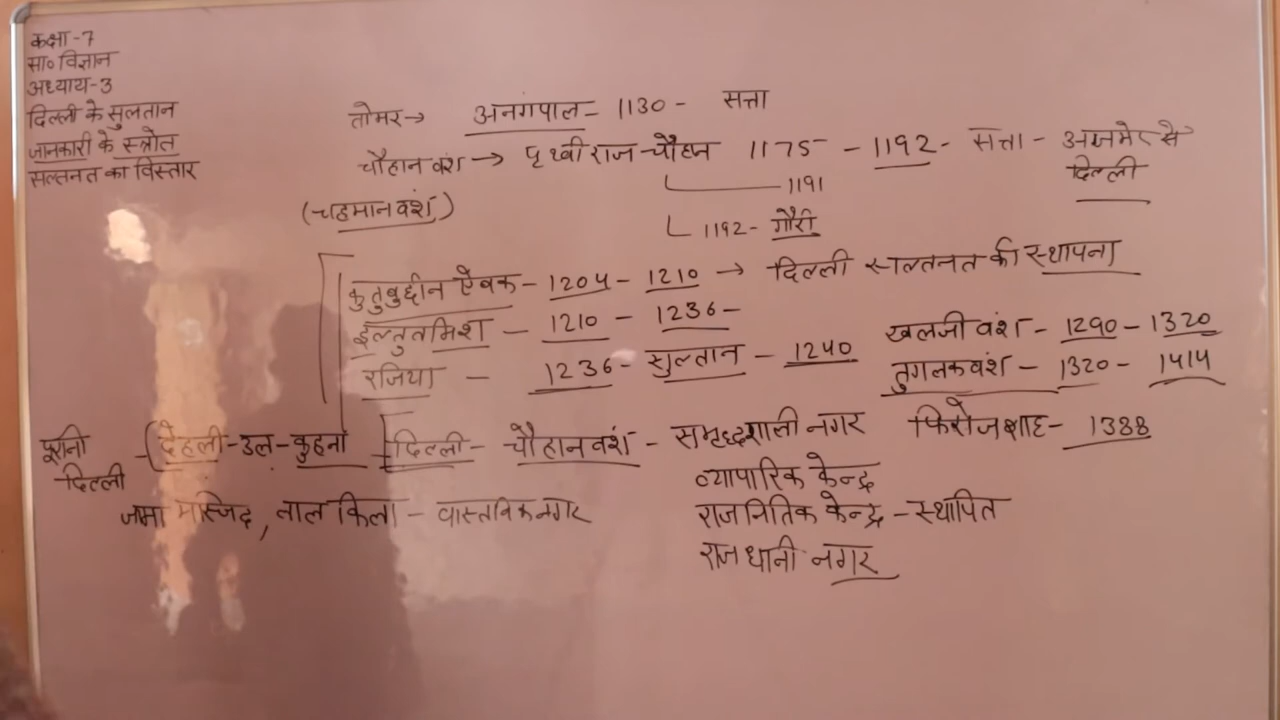 कक्षा-7
सा० विज्ञान
अध्याय-3
दिल्ली के सुलतान
जानकारी के स्त्रोत
सल्तनत का विस्तार
तोमर→ अनंगपाल- 1130 - सत्ता
चौहान वंश → पृथ्वीराज-चौहान 1175 - 1192 - सत्ता - अजमेर से दिल्ली
1191
(चहमान वंश)
1192- गौरी
कुतुबुद्दीन ऐबक - 1204 - 1210 → दिल्ली सल्तनत की स्थापना
इल्तुतमिश - 1210 - 1236 -
रजिया - 1236 - सुल्तान - 1240
खलजी वंश - 1290 - 1320
तुगलक वंश - 1320 - 1414
फिरोजशाह - 1388
पूरानी दिल्ली - (देहली-उल-कुहना] दिल्ली - चौहान वंश - समृद्धशाली नगर
व्यापारिक केन्द्र
जामा मस्जिद, लाल किला - वास्तविक नगर
राजनितिक केन्द्र - स्थापित
राजधानी नगर